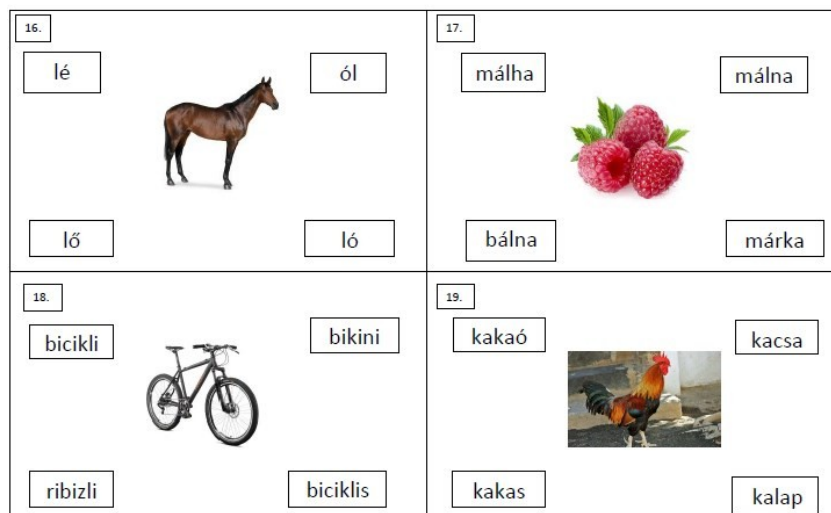 16.
lé
ól
lő
ló
17.
málha
málna
bálna
márka
18.
bicikli
bikini
ribizli
biciklis
19.
kakaó
kacsa
kakas
kalap